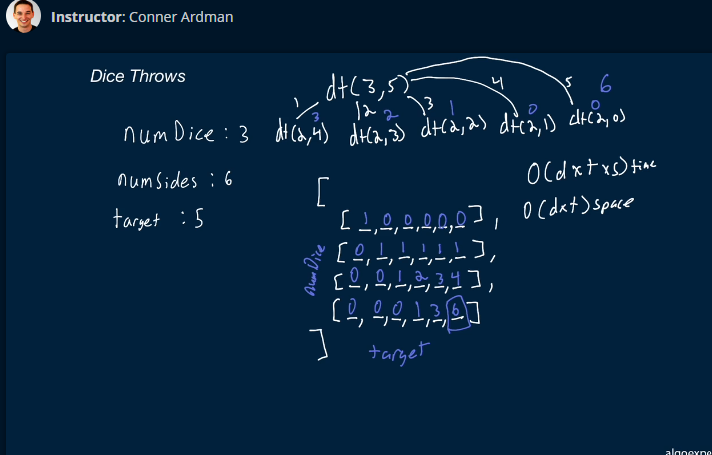 Instructor: Conner Ardman
Dice Throws
dt(3,5)
1 2 3 4 5 6
3 2 1 0 0
dt(2,4) dt(2,3) dt(2,2) dt(2,1) dt(2,0)
numDice : 3
numSides : 6
target : 5
O(dxtxs) time
O(dxt) space
[
[1, 0, 0, 0, 0, 0],
[0, 1, 1, 1, 1, 1],
[0, 0, 1, 2, 3, 4],
[0, 0, 0, 1, 3, 6]
]
numDice
target
algoexpe